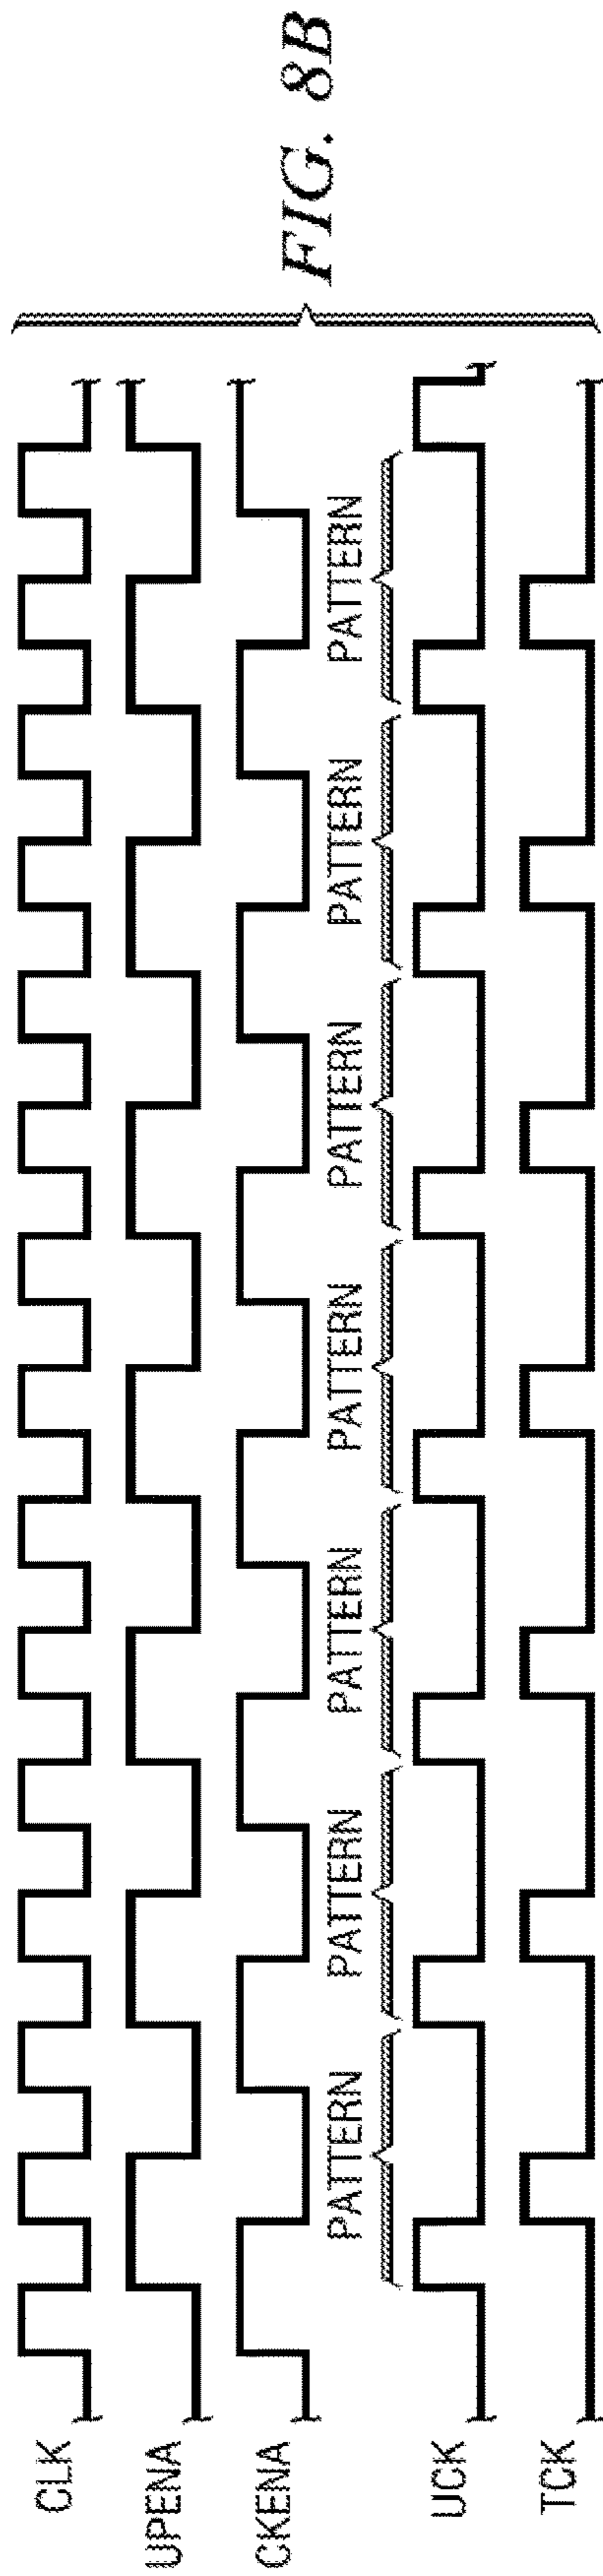 CLK
UPENA
CKENA
PATTERN PATTERN PATTERN PATTERN PATTERN PATTERN PATTERN
UCK
TCK
FIG. 8B